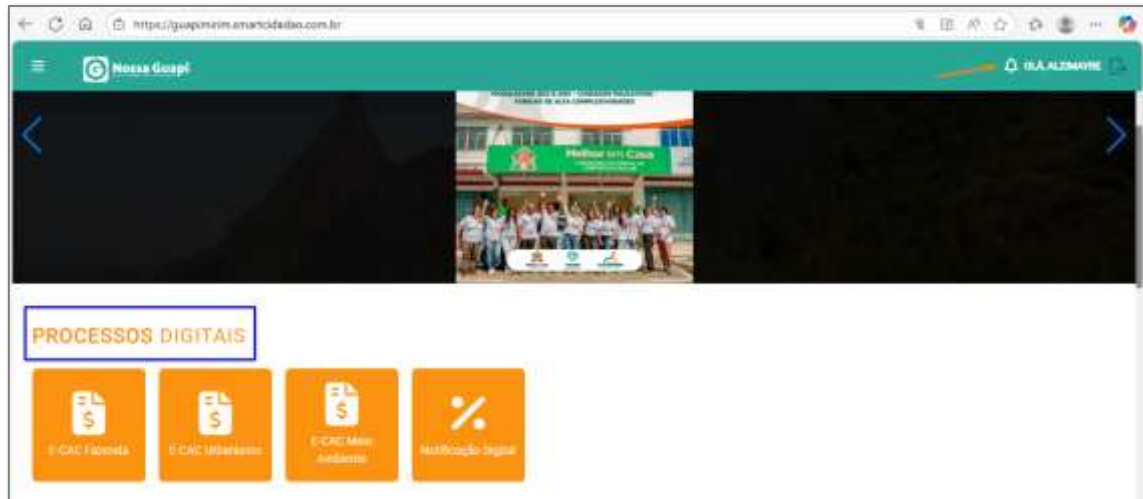 https://guapimirim.smartcidadao.com.br
Nossa Guapi
OLÁ, ALZIMAYRE
Melhor em Casa
PROCESSOS DIGITAIS
E-CAC Fazenda
E-CAC Urbanismo
E-CAC Meio
Ambiente
Notificação Digital